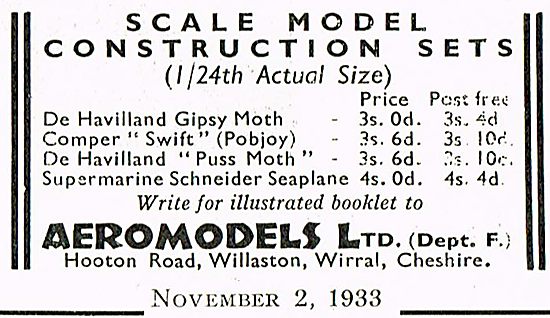 SCALE MODEL
CONSTRUCTION SETS
(1/24th Actual Size)
Price Post free
De Havilland Gipsy Moth - 3s. 0d. 3s. 4d
Comper "Swift" (Pobjoy) - 3s. 6d. 3s. 10d.
De Havilland "Puss Moth" - 3s. 6d. 3s. 10d.
Supermarine Schneider Seaplane 4s. 0d. 4s. 4d.
Write for illustrated booklet to
AEROMODELS LTD. (Dept. F.)
Hooton Road, Willaston, Wirral, Cheshire.
NOVEMBER 2, 1933